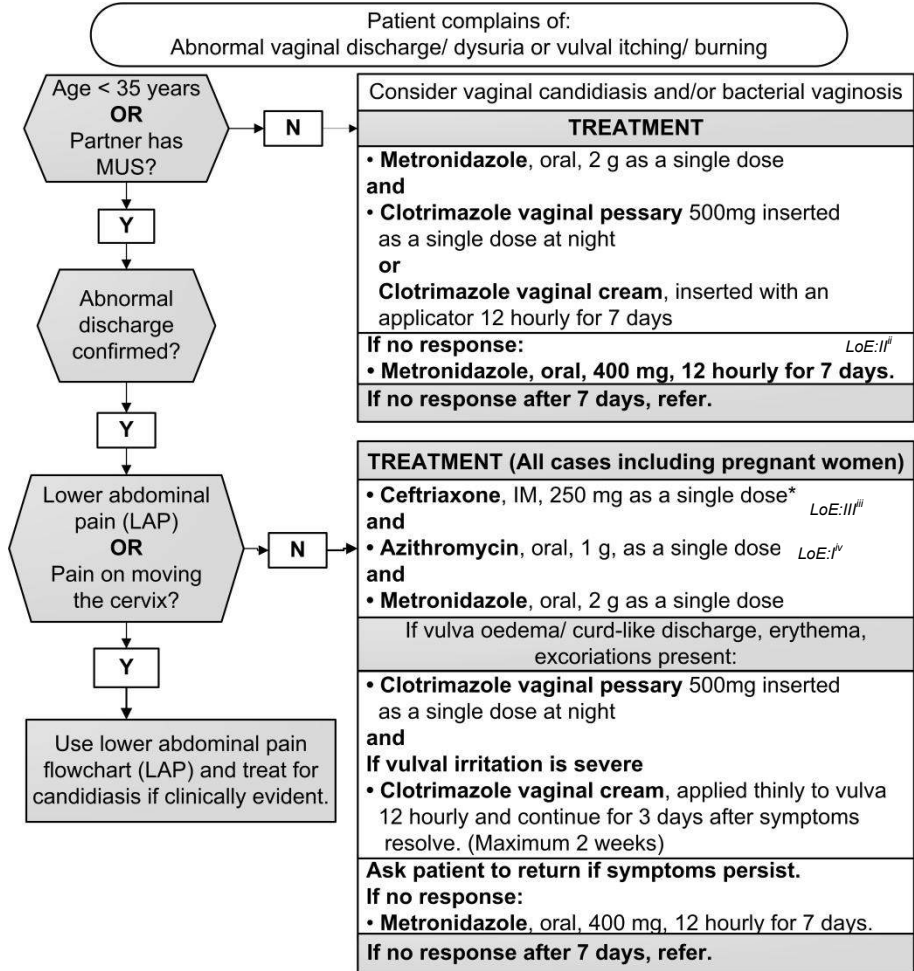 Patient complains of:
Abnormal vaginal discharge/ dysuria or vulval itching/ burning
Age < 35 years
OR
Partner has
MUS?
N
Consider vaginal candidiasis and/or bacterial vaginosis
TREATMENT
• Metronidazole, oral, 2 g as a single dose
and
• Clotrimazole vaginal pessary 500mg inserted
as a single dose at night
or
Clotrimazole vaginal cream, inserted with an
applicator 12 hourly for 7 days
If no response:
LoE:II^ii
• Metronidazole, oral, 400 mg, 12 hourly for 7 days.
If no response after 7 days, refer.
Y
Abnormal
discharge
confirmed?
Y
Lower abdominal
pain (LAP)
OR
Pain on moving
the cervix?
N
TREATMENT (All cases including pregnant women)
• Ceftriaxone, IM, 250 mg as a single dose*
LoE:III^iii
and
• Azithromycin, oral, 1 g, as a single dose
LoE:I^iv
and
• Metronidazole, oral, 2 g as a single dose
If vulva oedema/ curd-like discharge, erythema,
excoriations present:
• Clotrimazole vaginal pessary 500mg inserted
as a single dose at night
and
If vulval irritation is severe
• Clotrimazole vaginal cream, applied thinly to vulva
12 hourly and continue for 3 days after symptoms
resolve. (Maximum 2 weeks)
Ask patient to return if symptoms persist.
If no response:
• Metronidazole, oral, 400 mg, 12 hourly for 7 days.
If no response after 7 days, refer.
Y
Use lower abdominal pain
flowchart (LAP) and treat for
candidiasis if clinically evident.